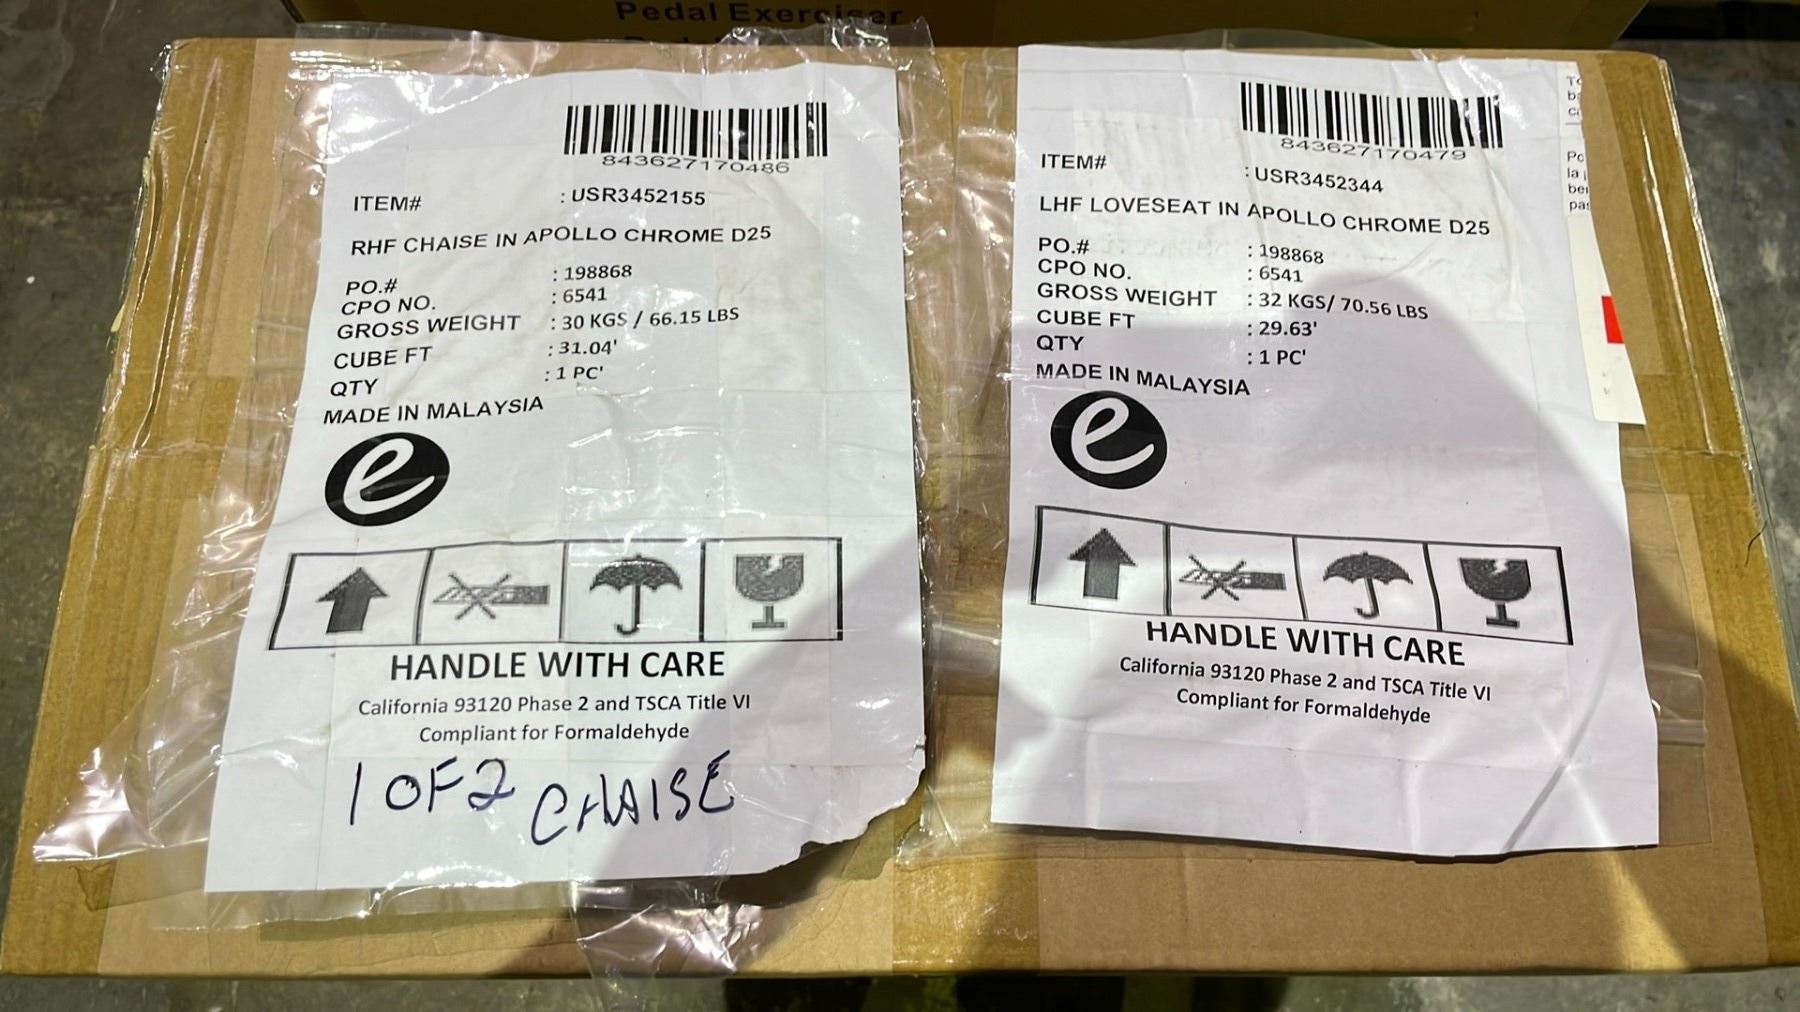 Pedal Exerciser
843627170486
ITEM# : USR3452155
RHF CHAISE IN APOLLO CHROME D25
PO.# : 198868
CPO NO. : 6541
GROSS WEIGHT : 30 KGS / 66.15 LBS
CUBE FT : 31.04'
QTY : 1 PC'
MADE IN MALAYSIA
e
HANDLE WITH CARE
California 93120 Phase 2 and TSCA Title VI
Compliant for Formaldehyde
1 OF 2 CHAISE
843627170479
ITEM# : USR3452344
LHF LOVESEAT IN APOLLO CHROME D25
PO.# : 198868
CPO NO. : 6541
GROSS WEIGHT : 32 KGS/ 70.56 LBS
CUBE FT : 29.63'
QTY : 1 PC'
MADE IN MALAYSIA
e
HANDLE WITH CARE
California 93120 Phase 2 and TSCA Title VI
Compliant for Formaldehyde
la